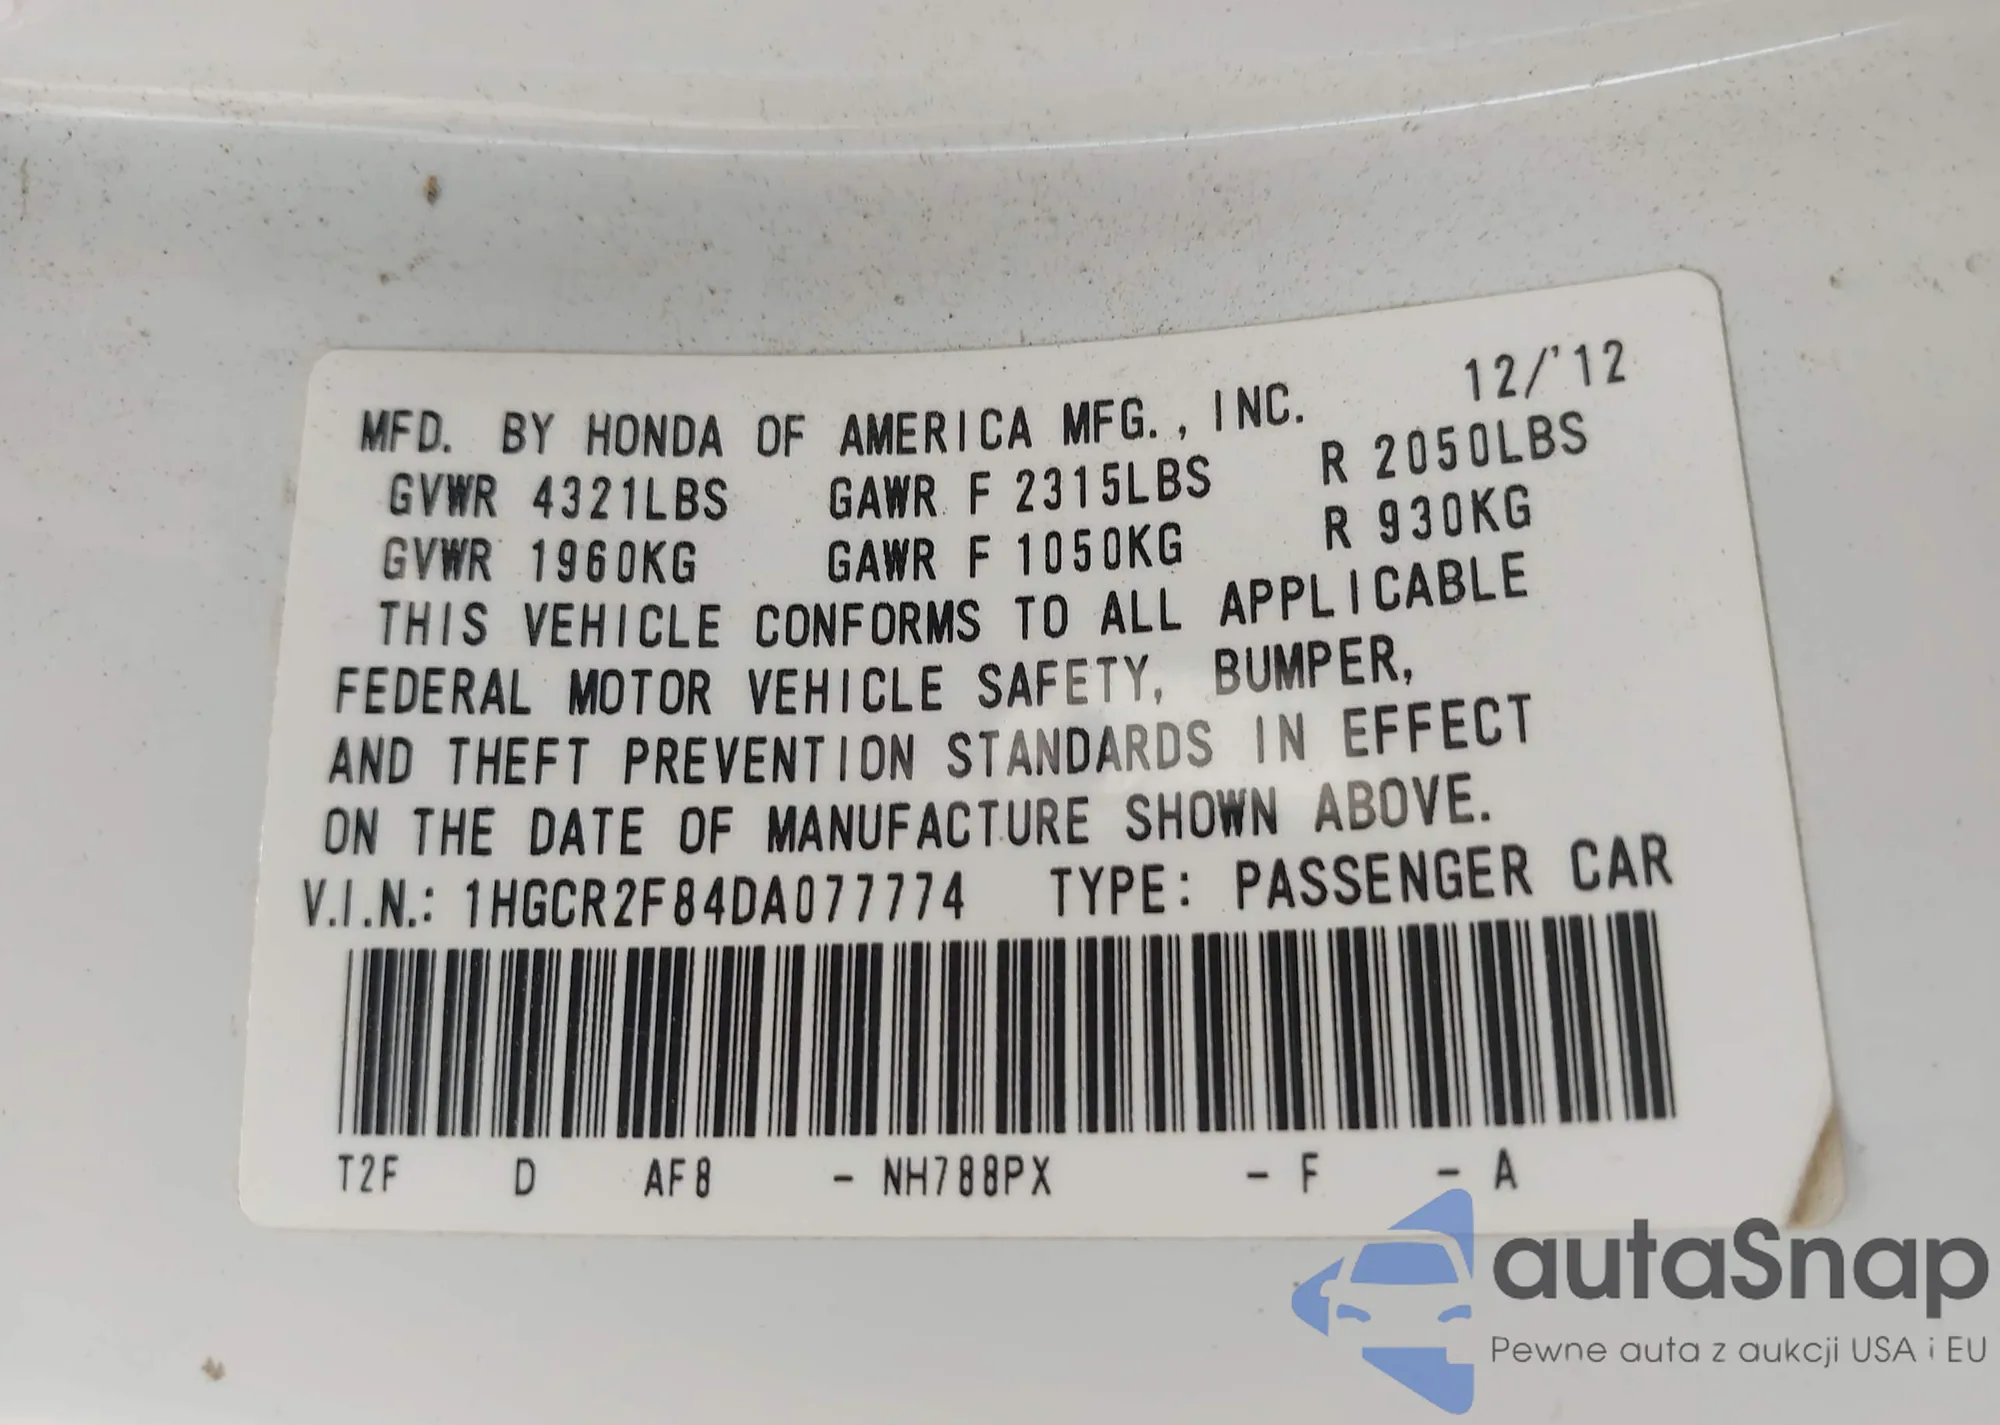 MFD. BY HONDA OF AMERICA MFG., INC. 12/'12
GVWR 4321LBS GAWR F 2315LBS R 2050LBS
GVWR 1960KG GAWR F 1050KG R 930KG
THIS VEHICLE CONFORMS TO ALL APPLICABLE
FEDERAL MOTOR VEHICLE SAFETY, BUMPER,
AND THEFT PREVENTION STANDARDS IN EFFECT
ON THE DATE OF MANUFACTURE SHOWN ABOVE.
V.I.N.: 1HGCR2F84DA077774 TYPE: PASSENGER CAR
T2F D AF8 - NH788PX - F - A
autaSnap
Pewne auta z aukcji USA i EU